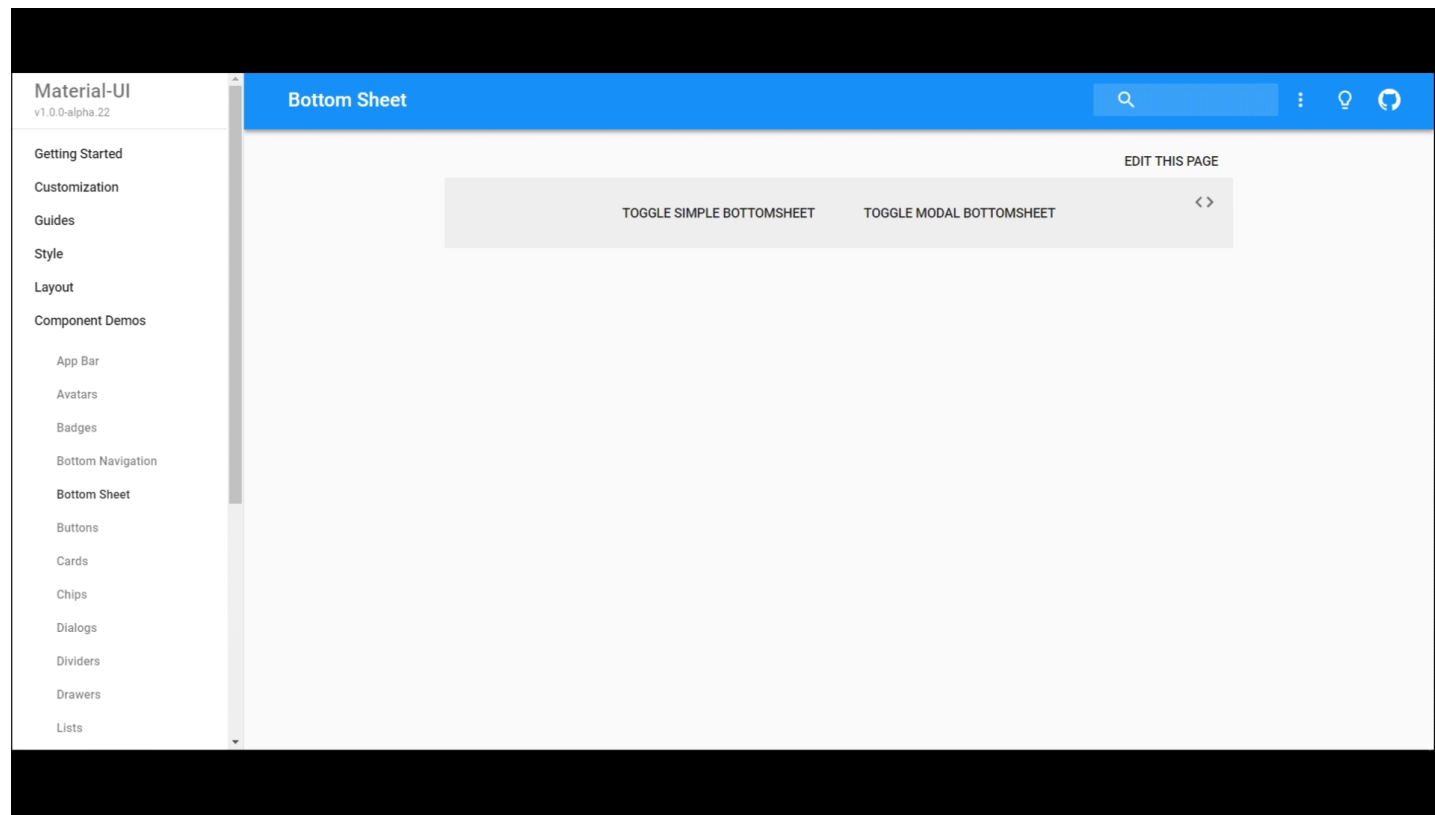 Material-UI
v1.0.0-alpha.22
Bottom Sheet
Getting Started
Customization
Guides
Style
Layout
Component Demos
App Bar
Avatars
Badges
Bottom Navigation
Bottom Sheet
Buttons
Cards
Chips
Dialogs
Dividers
Drawers
Lists
EDIT THIS PAGE
TOGGLE SIMPLE BOTTOMSHEET
TOGGLE MODAL BOTTOMSHEET